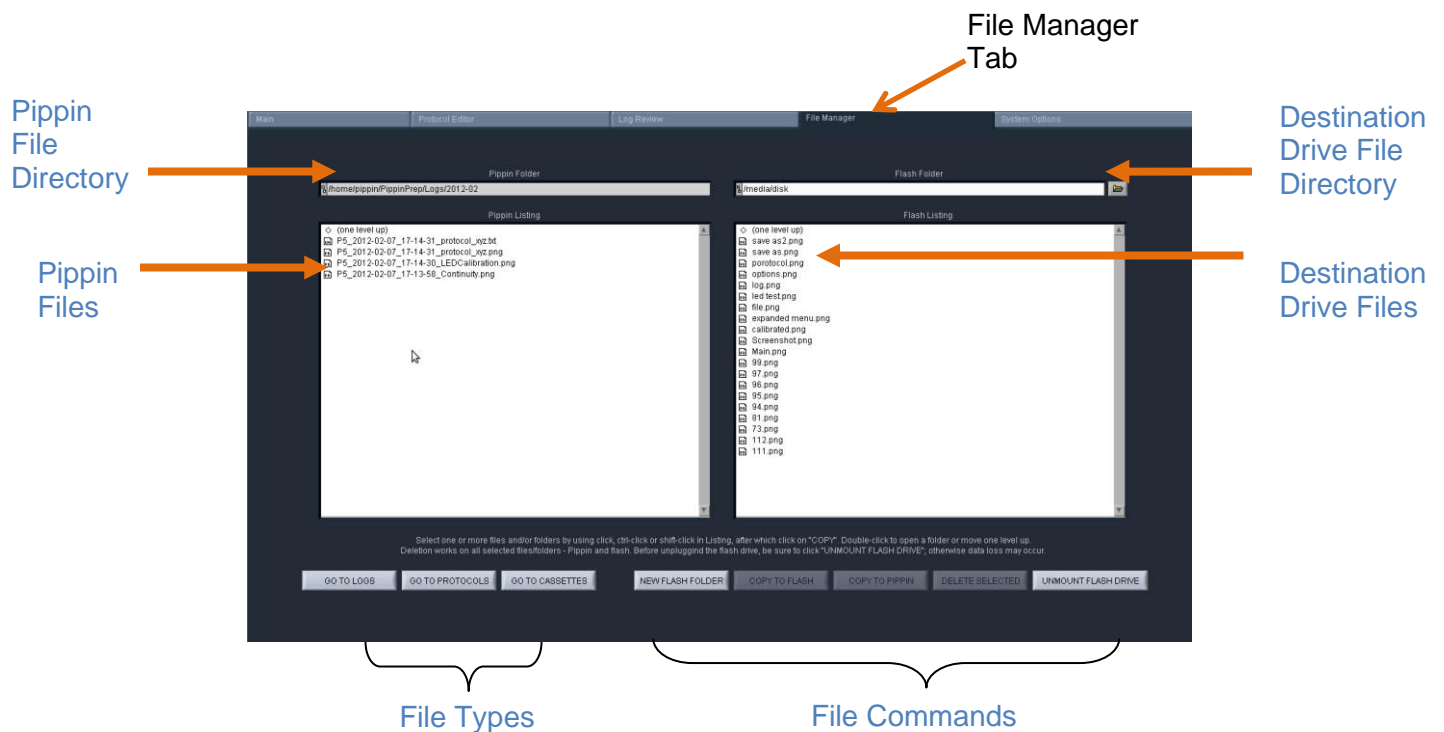 File Manager
Tab
Pippin
File
Directory
Destination
Drive File
Directory
Pippin
Files
Destination
Drive Files
Main
Protocol Editor
Log Review
File Manager
System Options
Pippin Folder
/home/pippin/PippinPrep/Logs/2012-02
Flash Folder
/media/disk
Pippin Listing
(one level up)
P5_2012-02-07_17-14-31_protocol_xyz.txt
P5_2012-02-07_17-14-31_protocol_xyz.png
P5_2012-02-07_17-14-30_LEDCalibration.png
P5_2012-02-07_17-13-58_Continuity.png
Flash Listing
(one level up)
save as2.png
save as.png
porotocol.png
options.png
log.png
led test.png
file.png
expanded menu.png
calibrated.png
Screenshot.png
Main.png
99.png
97.png
96.png
95.png
94.png
81.png
73.png
112.png
111.png
Select one or more files and/or folders by using click, ctrl-click or shift-click in Listing, after which click on "COPY". Double-click to open a folder or move one level up.
Deletion works on all selected files/folders - Pippin and flash. Before unpluggind the flash drive, be sure to click "UNMOUNT FLASH DRIVE"; otherwise data loss may occur.
GO TO LOGS
GO TO PROTOCOLS
GO TO CASSETTES
NEW FLASH FOLDER
COPY TO FLASH
COPY TO PIPPIN
DELETE SELECTED
UNMOUNT FLASH DRIVE
File Types
File Commands